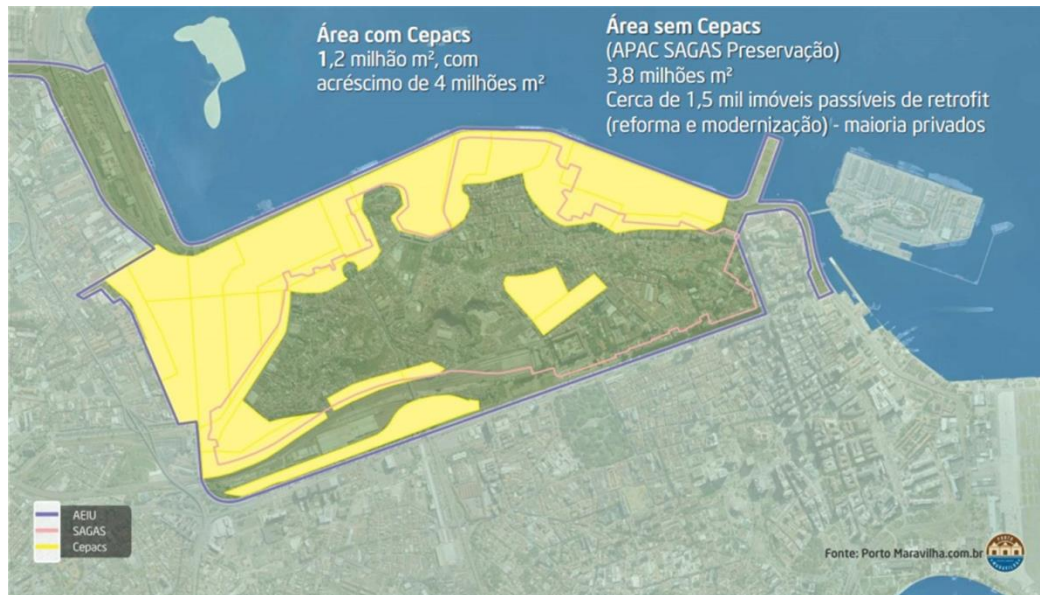 Área com Cepacs
1,2 milhão m², com
acréscimo de 4 milhões m²
Área sem Cepacs
(APAC SAGAS Preservação)
3,8 milhões m²
Cerca de 1,5 mil imóveis passíveis de retrofit
(reforma e modernização) - maioria privados
AEIU
SAGAS
Cepacs
Fonte: Porto Maravilha.com.br
PORTO
MARAVILHA